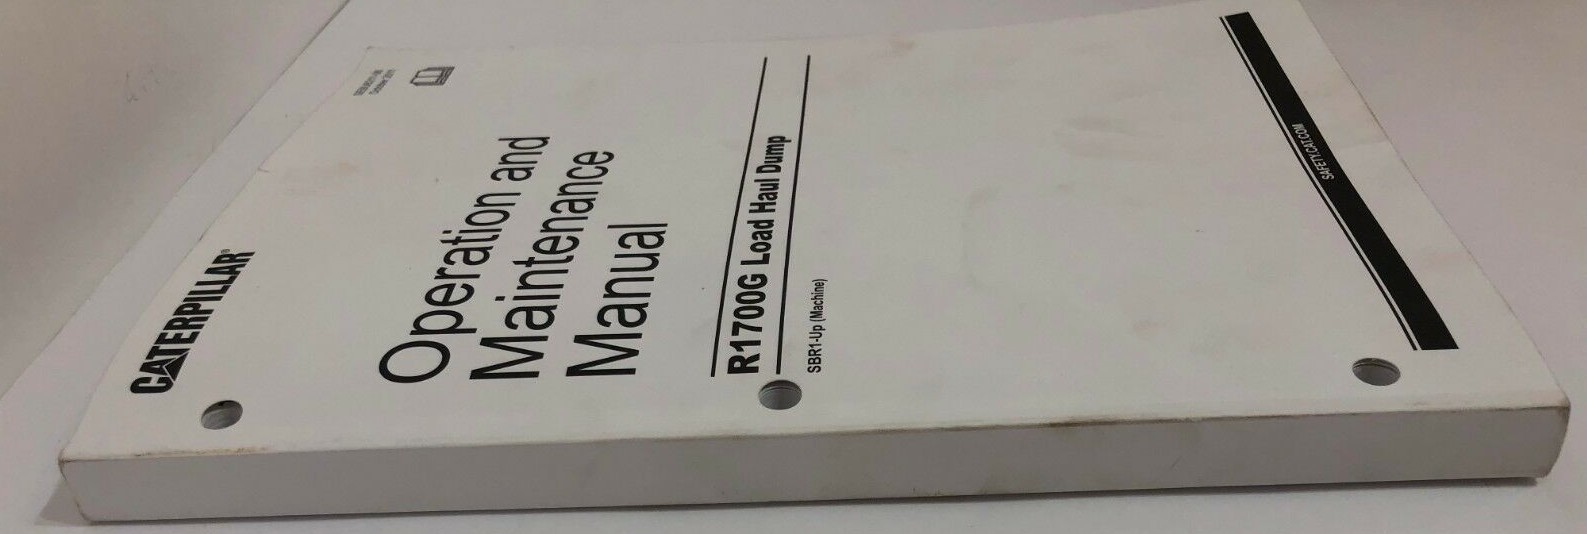 CATERPILLAR®
Operation and
Maintenance
Manual
R1700G Load Haul Dump
SBR1-Up (Machine)
SAFETY.CAT.COM